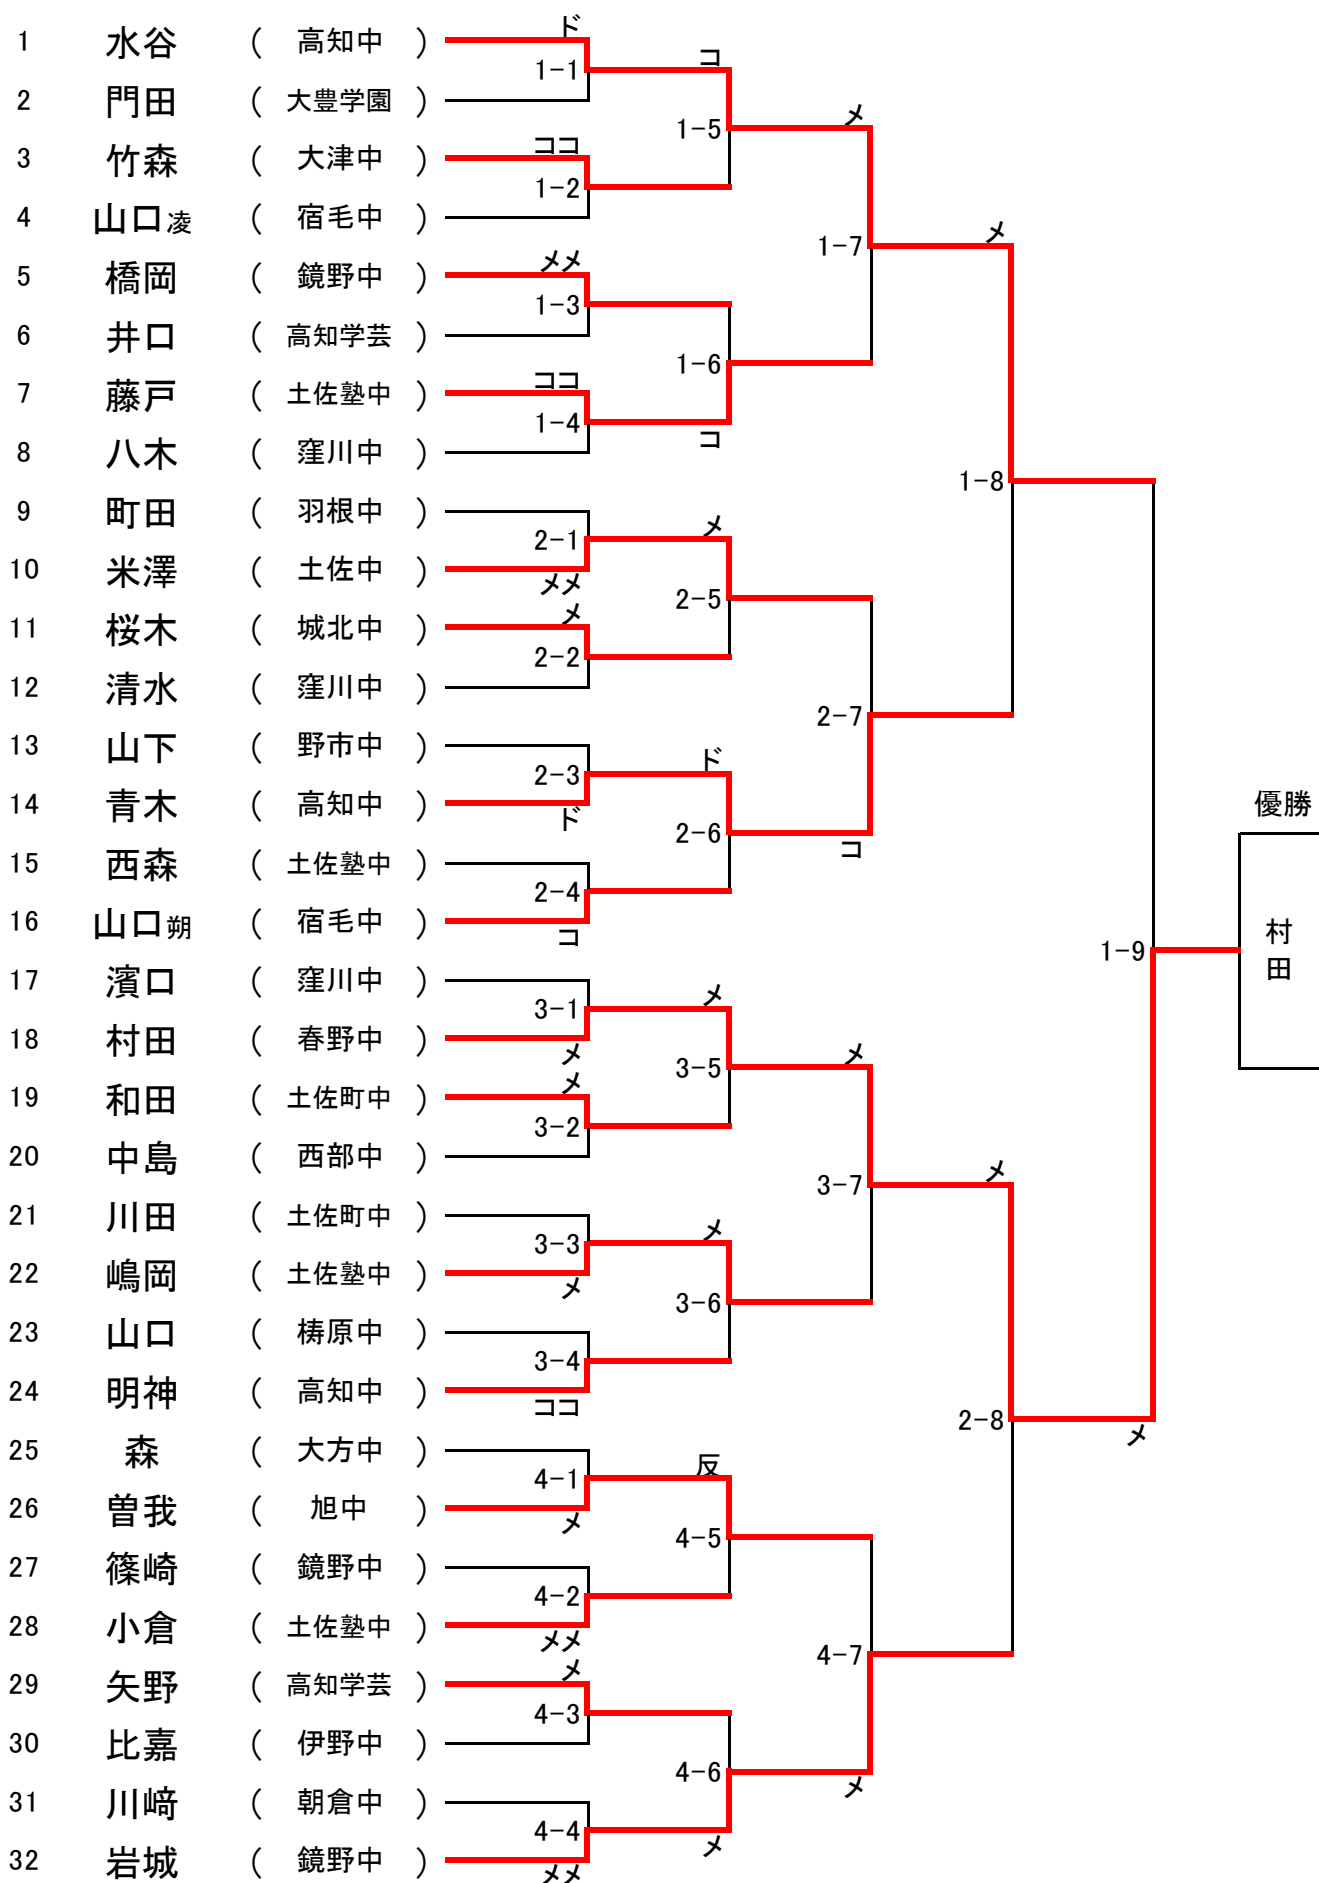 1 水谷 ( 高知中 ) ド
1-1 コ
2 門田 ( 大豊学園 )
1-5 メ
3 竹森 ( 大津中 ) ココ
1-2
4 山口凌 ( 宿毛中 )
1-7 メ
5 橋岡 ( 鏡野中 ) メメ
1-3
6 井口 ( 高知学芸 )
1-6
7 藤戸 ( 土佐塾中 ) ココ
1-4 コ
8 八木 ( 窪川中 )
1-8
9 町田 ( 羽根中 )
2-1 メ
10 米澤 ( 土佐中 ) メメ
2-5
11 桜木 ( 城北中 ) メ
2-2
12 清水 ( 窪川中 )
2-7
13 山下 ( 野市中 )
2-3 ド
14 青木 ( 高知中 ) ド
2-6 コ
優勝
15 西森 ( 土佐塾中 )
2-4
16 山口朔 ( 宿毛中 ) コ
1-9
村田
17 濱口 ( 窪川中 )
3-1 メ
18 村田 ( 春野中 ) メ
3-5 メ
19 和田 ( 土佐町中 ) メ
3-2
20 中島 ( 西部中 )
3-7 メ
21 川田 ( 土佐町中 )
3-3 メ
22 嶋岡 ( 土佐塾中 ) メ
3-6
23 山口 ( 梼原中 )
3-4
24 明神 ( 高知中 ) ココ
2-8 メ
25 森 ( 大方中 )
4-1 反
26 曽我 ( 旭中 ) メ
4-5
27 篠崎 ( 鏡野中 )
4-2
28 小倉 ( 土佐塾中 ) メメ
4-7
29 矢野 ( 高知学芸 ) メ
4-3
30 比嘉 ( 伊野中 )
4-6 メ
31 川﨑 ( 朝倉中 )
4-4 メ
32 岩城 ( 鏡野中 ) メメ